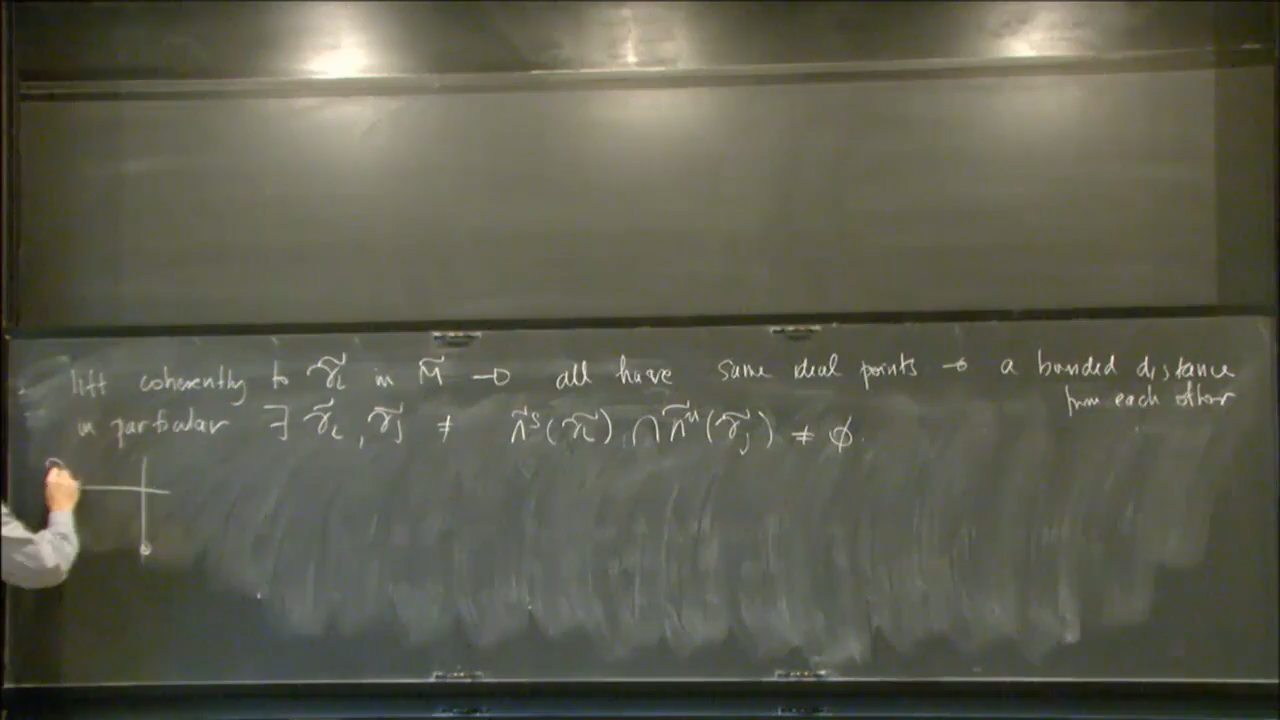 lift coherently to γ̃ᵢ in M̃ → all have same ideal points → a bounded distance
from each other
in particular ∃ γ̃ᵢ, γ̃ⱼ ≠ Λ̃ˢ(γ̃ᵢ) ∩ Λ̃ᵘ(γ̃ⱼ) ≠ ∅.